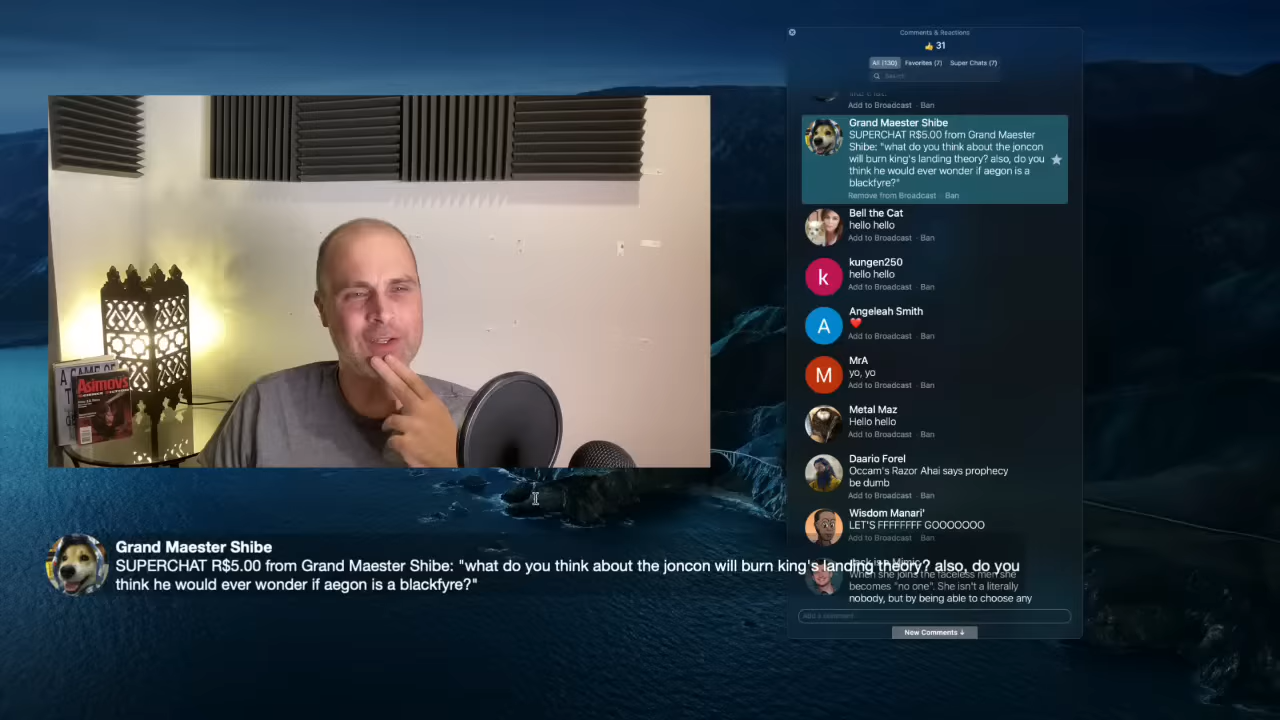 Comments & Reactions
👍 31
All (130) Favorites (7) Super Chats (7)
Search
Add to Broadcast · Ban
Grand Maester Shibe
SUPERCHAT R$5.00 from Grand Maester
Shibe: "what do you think about the joncon
will burn king's landing theory? also, do you
think he would ever wonder if aegon is a
blackfyre?"
Remove from Broadcast · Ban
Bell the Cat
hello hello
Add to Broadcast · Ban
k
kungen250
hello hello
Add to Broadcast · Ban
A
Angeleah Smith
❤️
Add to Broadcast · Ban
M
MrA
yo, yo
Add to Broadcast · Ban
Metal Maz
Hello hello
Add to Broadcast · Ban
Daario Forel
Occam's Razor Ahai says prophecy
be dumb
Add to Broadcast · Ban
Wisdom Manari'
LET'S FFFFFFFF GOOOOOOO
Add to Broadcast · Ban
When she joins the faceless men she
becomes "no one". She isn't a literally
nobody, but by being able to choose any
Add a comment
New Comments ↓
A GAME OF
Asimov's
Grand Maester Shibe
SUPERCHAT R$5.00 from Grand Maester Shibe: "what do you think about the joncon will burn king's landing theory? also, do you
think he would ever wonder if aegon is a blackfyre?"